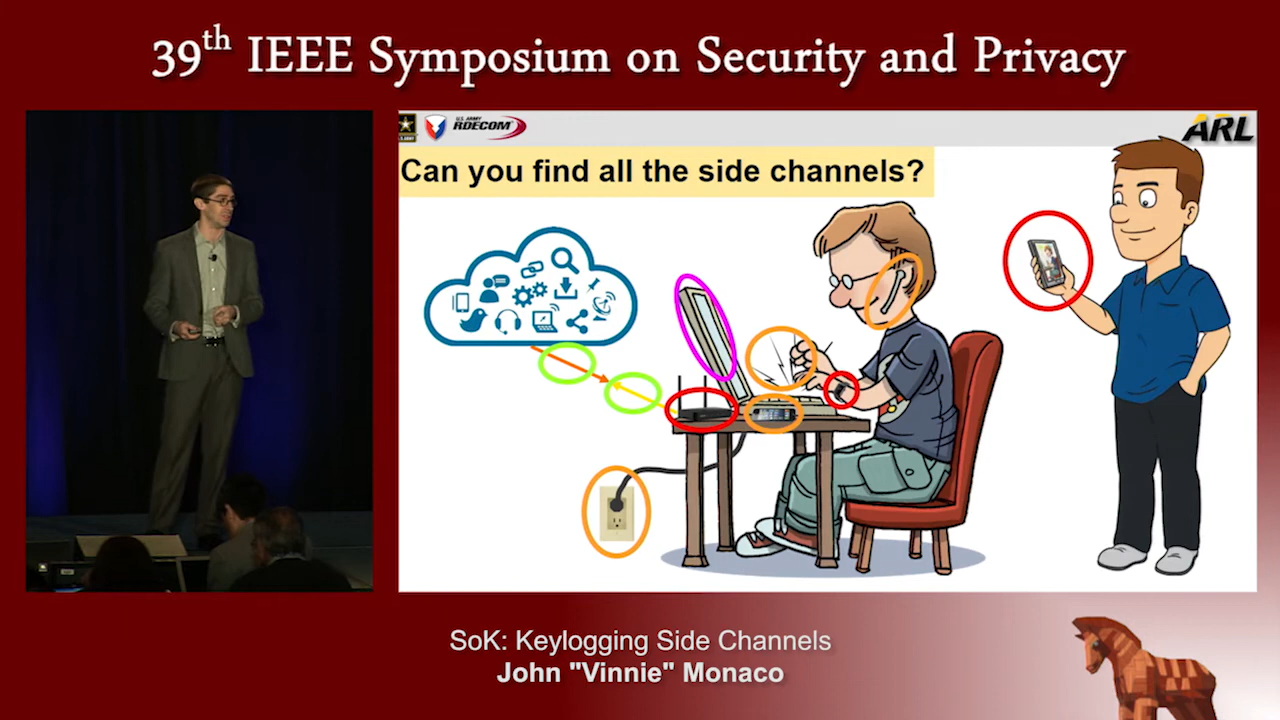 39th IEEE Symposium on Security and Privacy
U.S. ARMY
RDECOM
ARL
Can you find all the side channels?
SoK: Keylogging Side Channels
John "Vinnie" Monaco